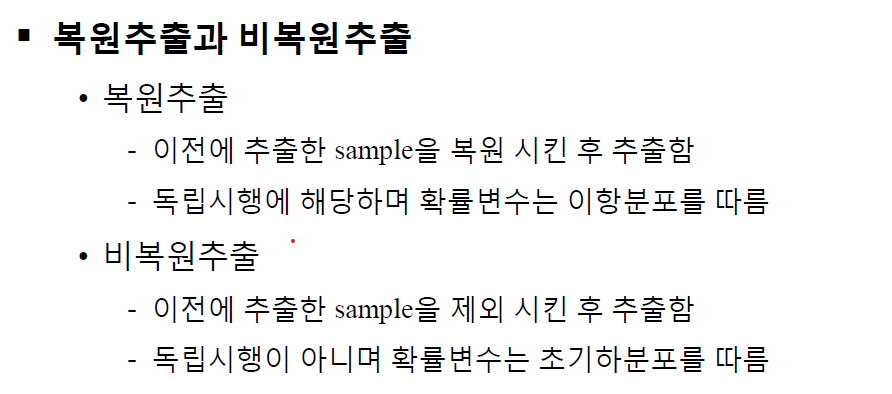 ▪ 복원추출과 비복원추출
• 복원추출
- 이전에 추출한 sample을 복원 시킨 후 추출함
- 독립시행에 해당하며 확률변수는 이항분포를 따름
• 비복원추출
- 이전에 추출한 sample을 제외 시킨 후 추출함
- 독립시행이 아니며 확률변수는 초기하분포를 따름